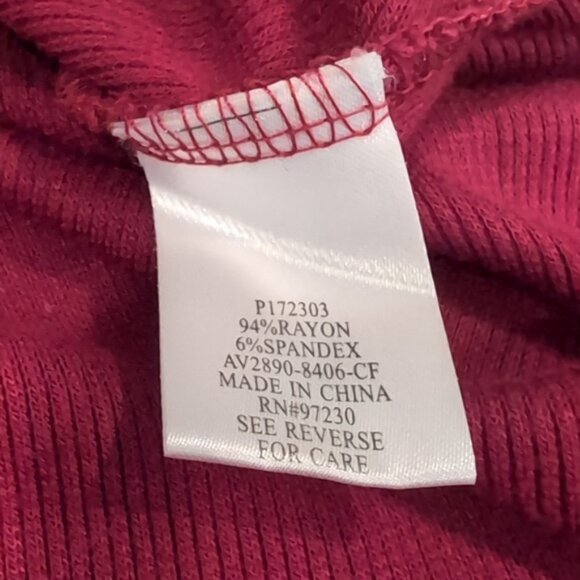 P172303
94%RAYON
6%SPANDEX
AV2890-8406-CF
MADE IN CHINA
RN#97230
SEE REVERSE
FOR CARE